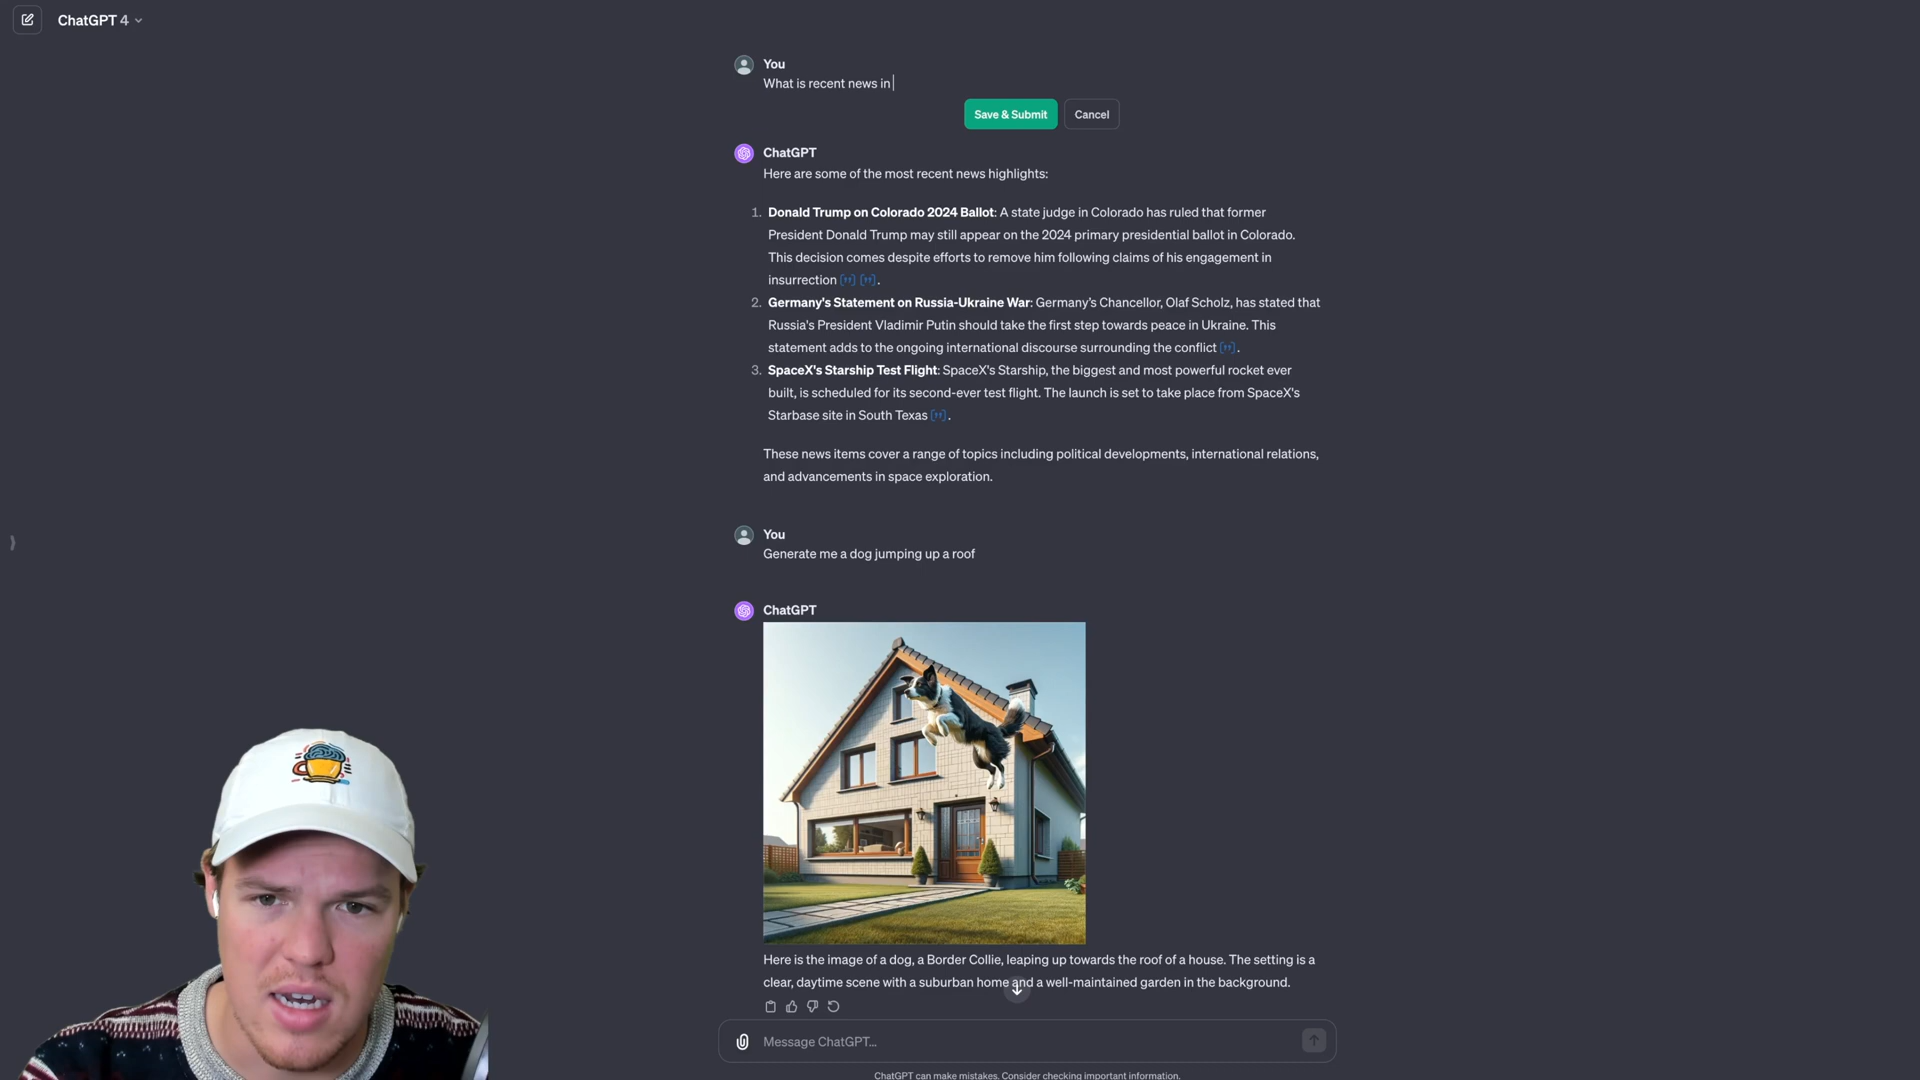 ChatGPT 4
You
What is recent news in
Save & Submit
Cancel
ChatGPT
Here are some of the most recent news highlights:
1. Donald Trump on Colorado 2024 Ballot: A state judge in Colorado has ruled that former
President Donald Trump may still appear on the 2024 primary presidential ballot in Colorado.
This decision comes despite efforts to remove him following claims of his engagement in
insurrection ["] ["].
2. Germany's Statement on Russia-Ukraine War: Germany's Chancellor, Olaf Scholz, has stated that
Russia's President Vladimir Putin should take the first step towards peace in Ukraine. This
statement adds to the ongoing international discourse surrounding the conflict ["].
3. SpaceX's Starship Test Flight: SpaceX's Starship, the biggest and most powerful rocket ever
built, is scheduled for its second-ever test flight. The launch is set to take place from SpaceX's
Starbase site in South Texas ["].
These news items cover a range of topics including political developments, international relations,
and advancements in space exploration.
You
Generate me a dog jumping up a roof
ChatGPT
Here is the image of a dog, a Border Collie, leaping up towards the roof of a house. The setting is a
clear, daytime scene with a suburban home and a well-maintained garden in the background.
Message ChatGPT...
ChatGPT can make mistakes. Consider checking important information.